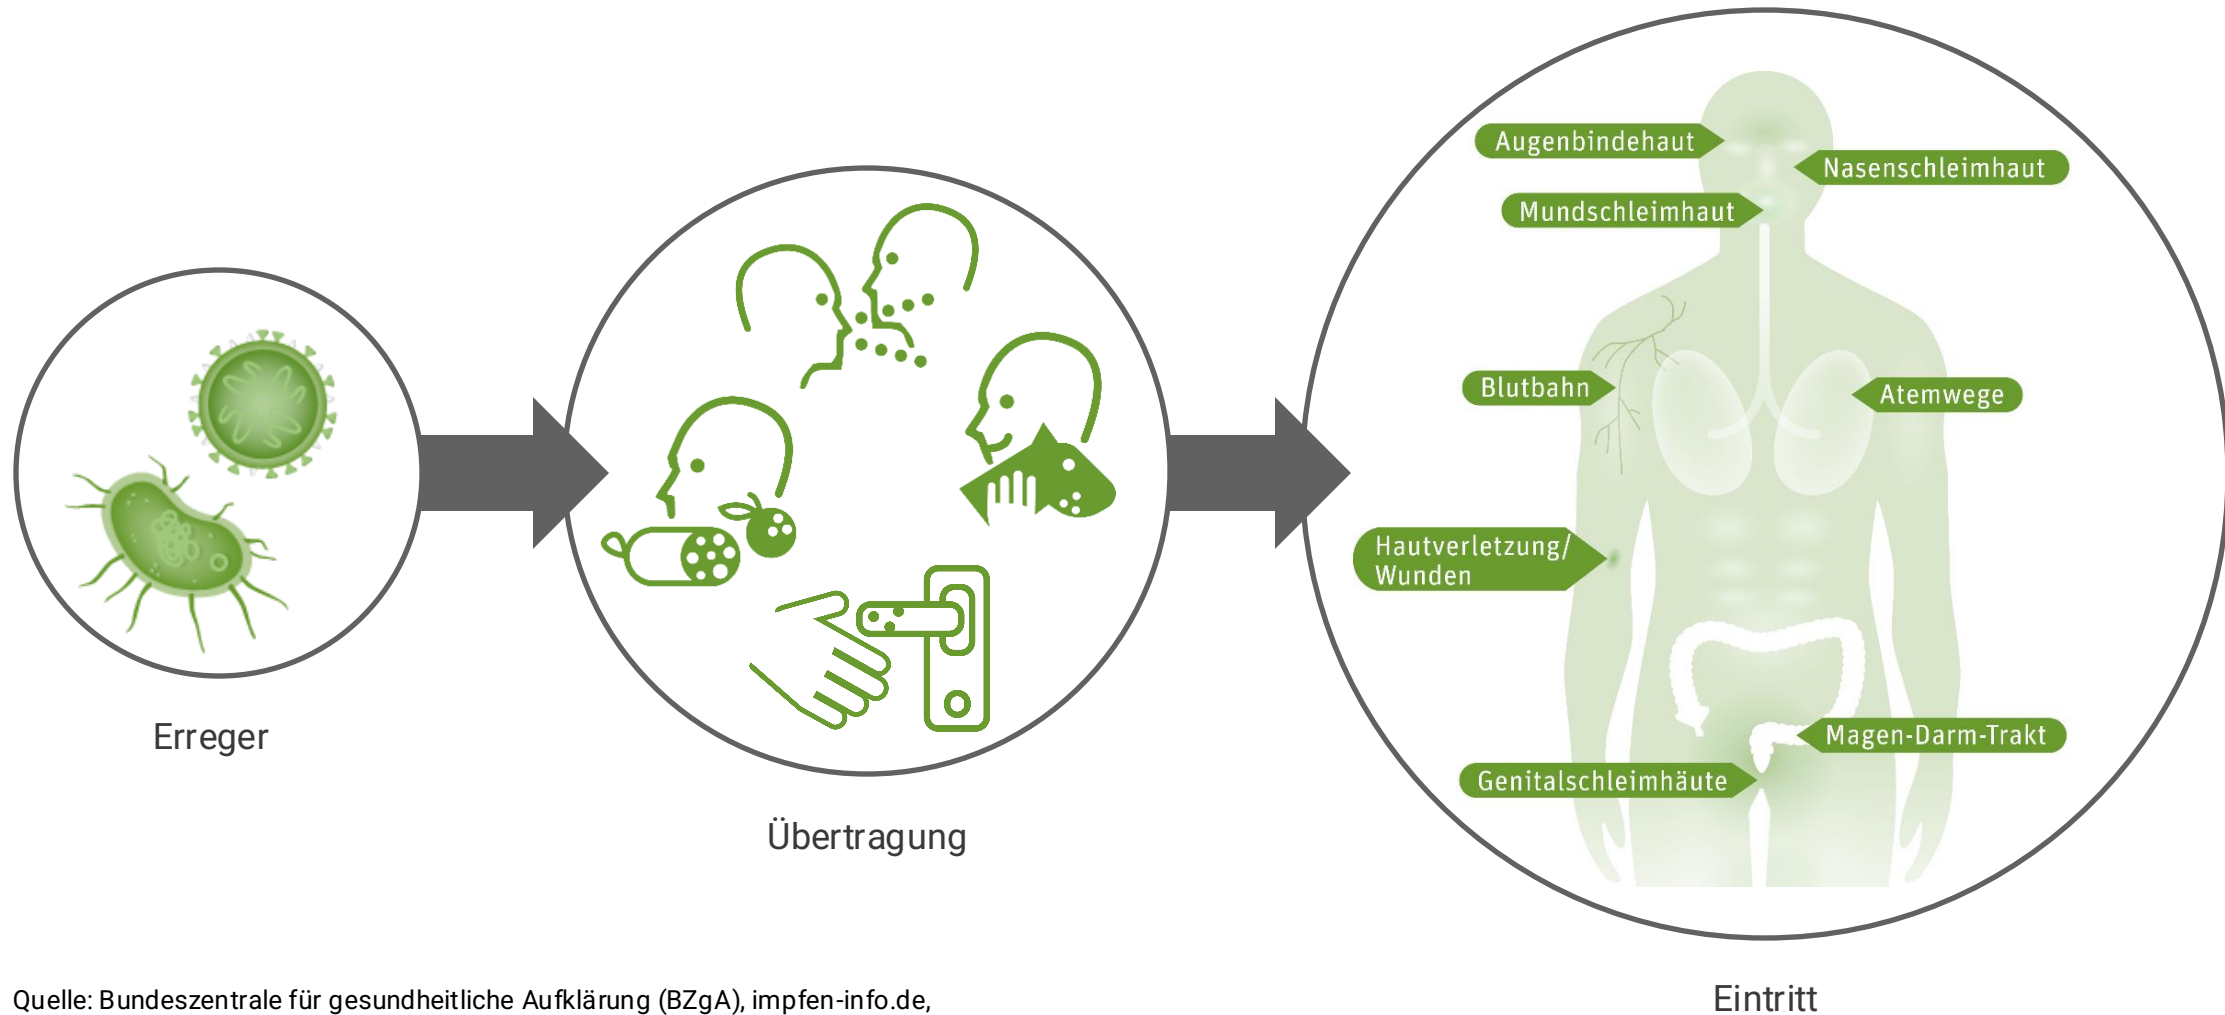 Erreger
Übertragung
Augenbindehaut
Nasenschleimhaut
Mundschleimhaut
Blutbahn
Atemwege
Hautverletzung/
Wunden
Magen-Darm-Trakt
Genitalschleimhäute
Eintritt
Quelle: Bundeszentrale für gesundheitliche Aufklärung (BZgA), impfen-info.de,